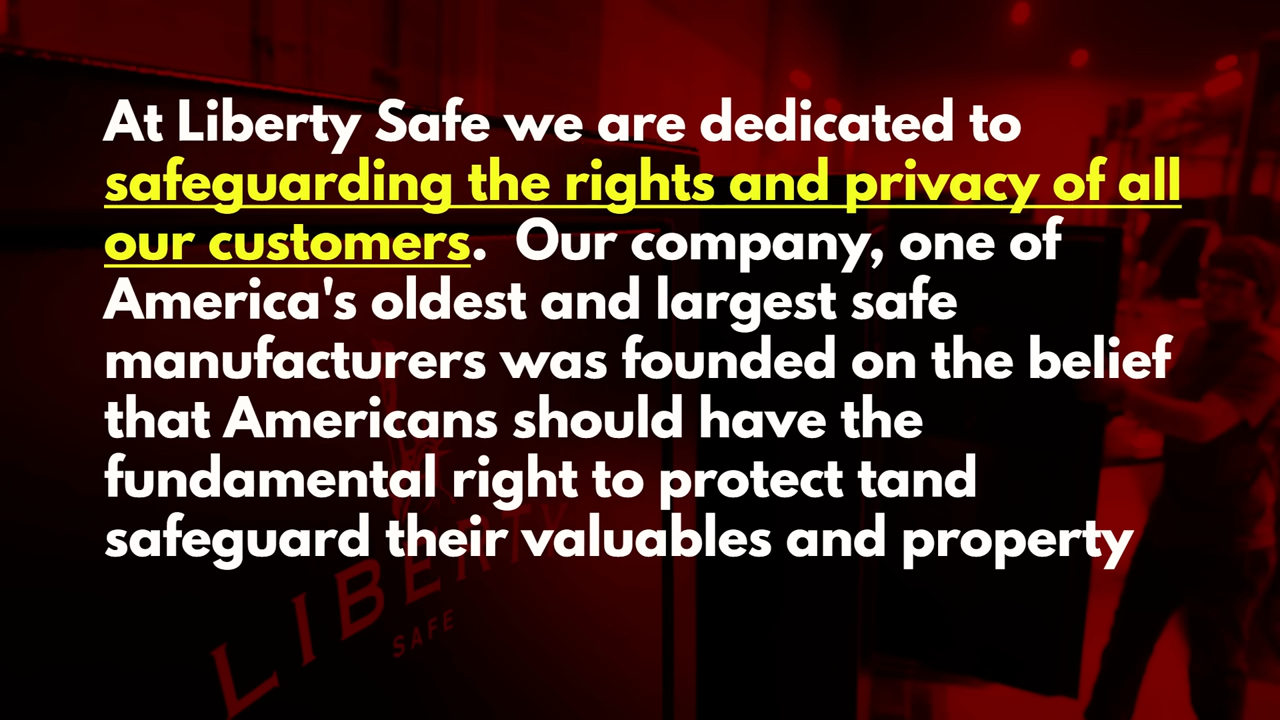 At Liberty Safe we are dedicated to
safeguarding the rights and privacy of all
our customers.  Our company, one of
America's oldest and largest safe
manufacturers was founded on the belief
that Americans should have the
fundamental right to protect tand
safeguard their valuables and property
LIBERTY
SAFE